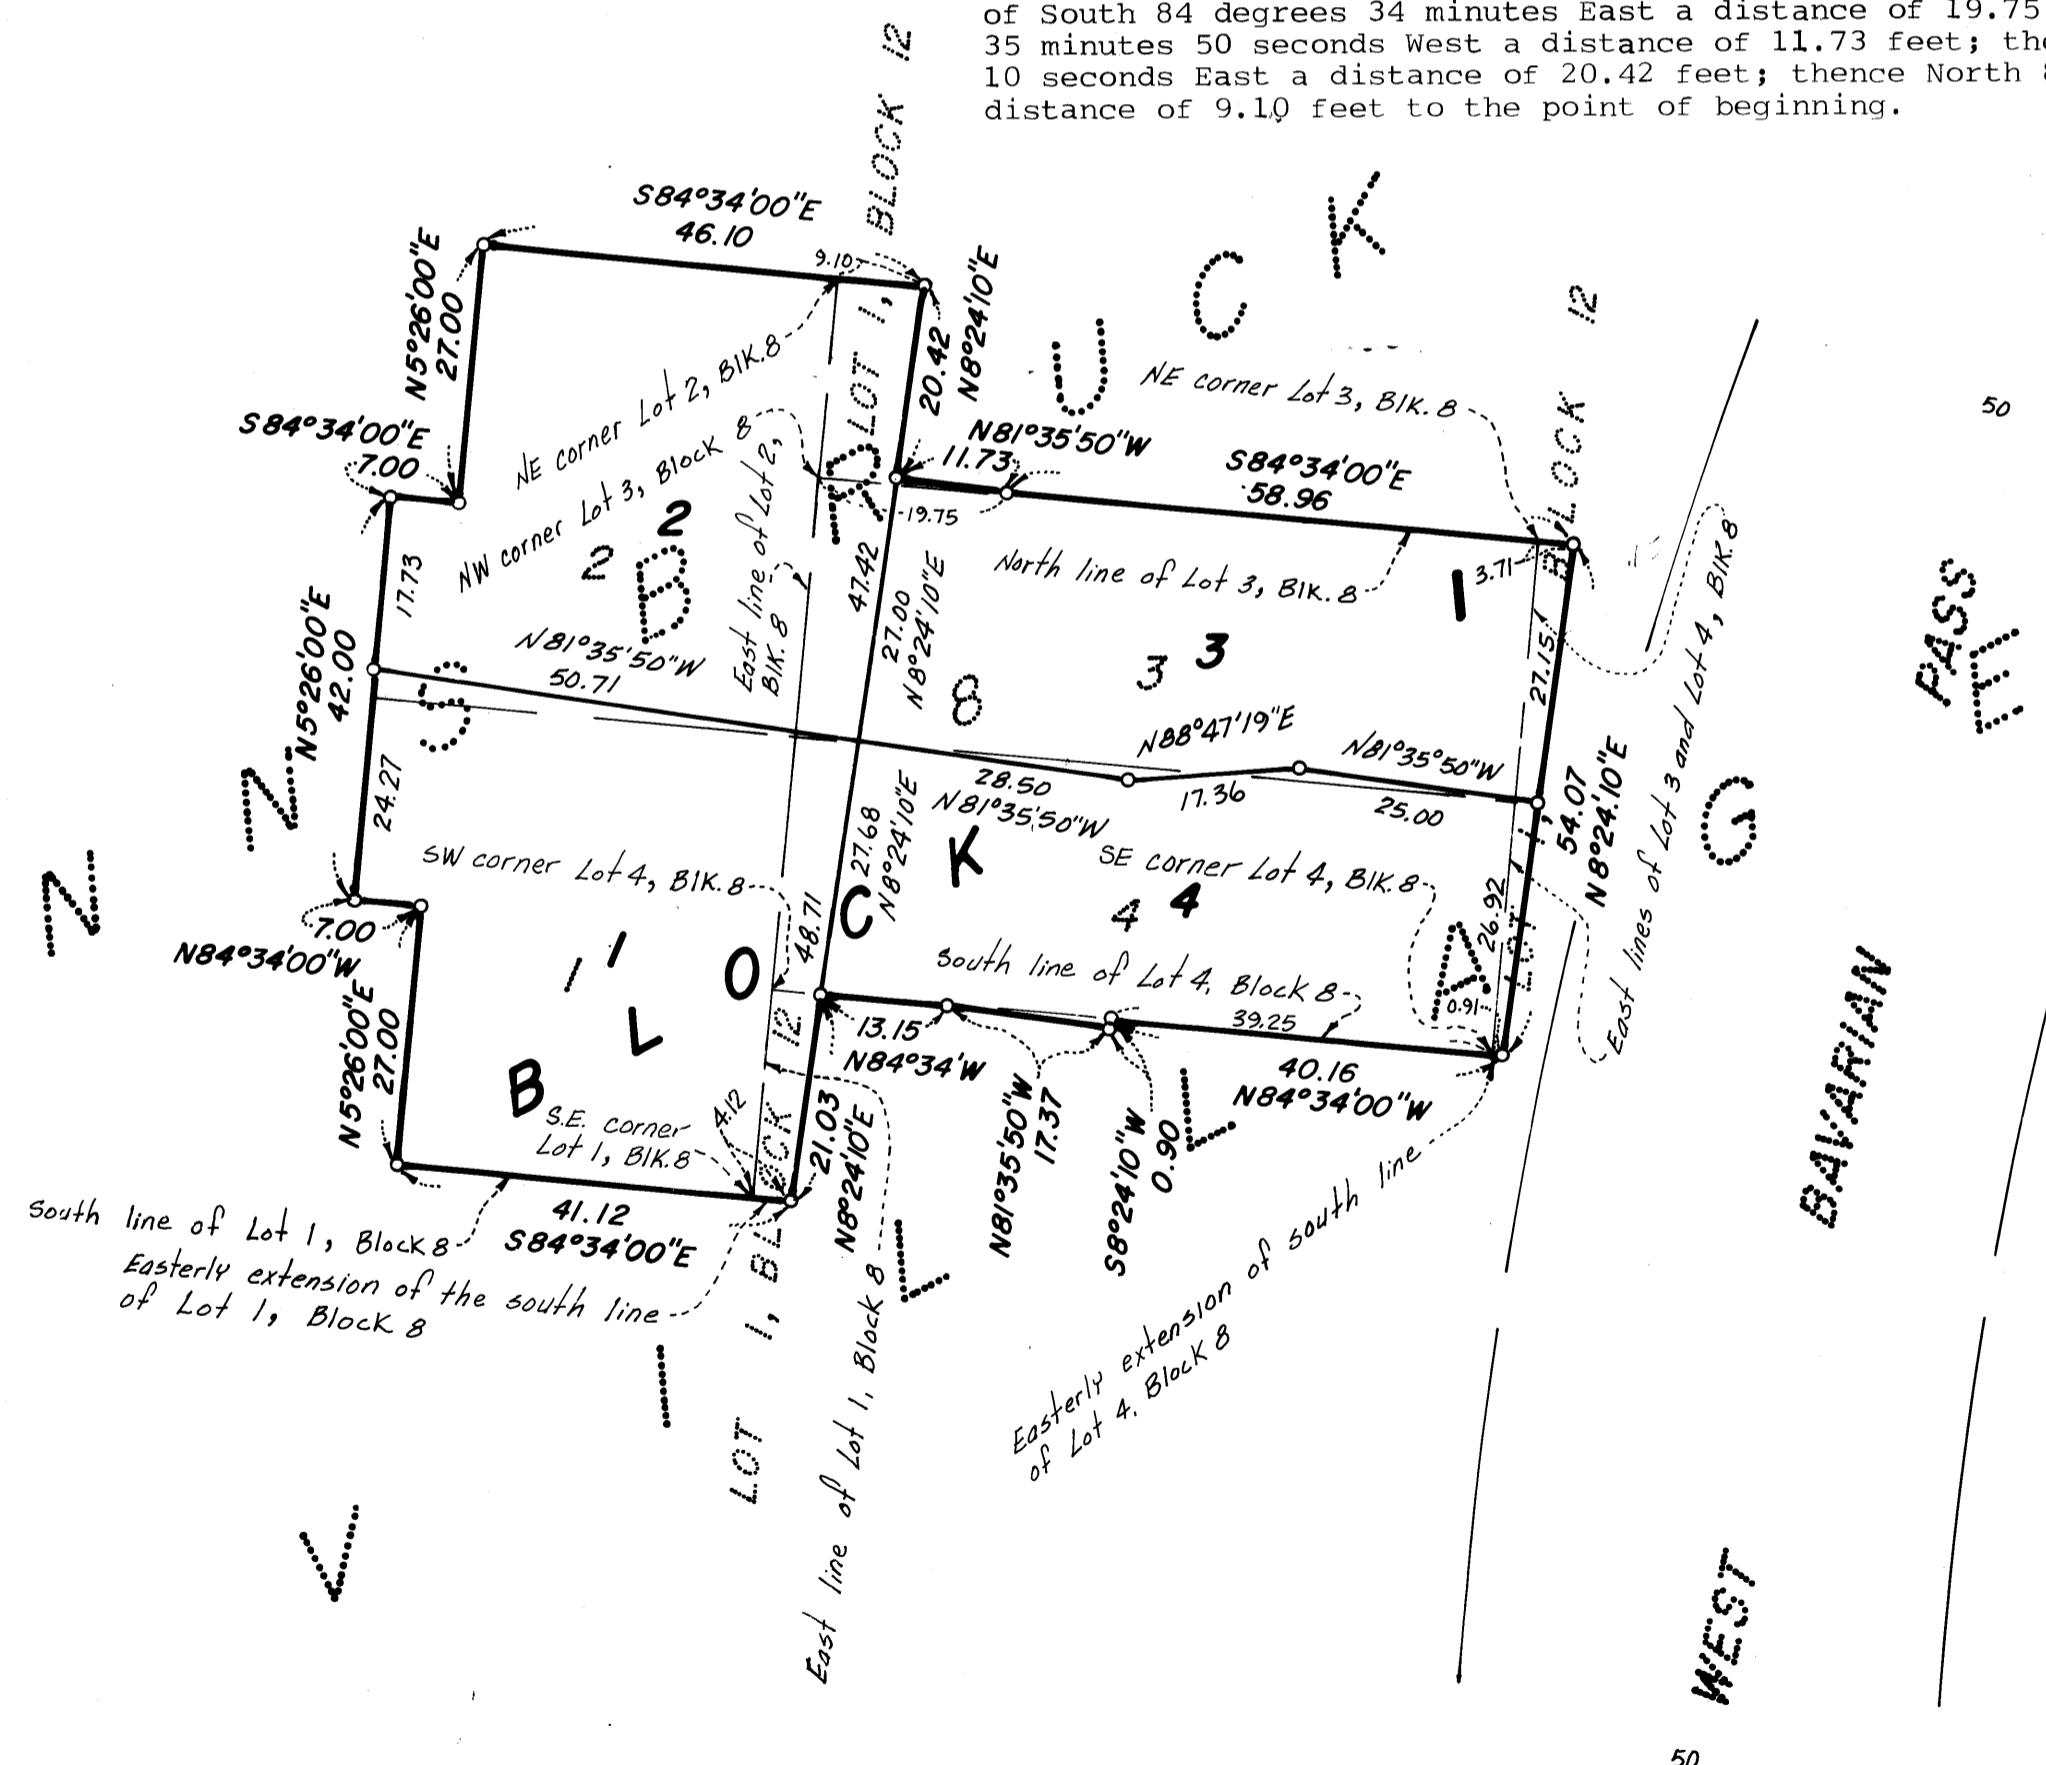 of South 84 degrees 34 minutes East a distance of 19.75
35 minutes 50 seconds West a distance of 11.73 feet; the
10 seconds East a distance of 20.42 feet; thence North 8
distance of 9.10 feet to the point of beginning.
BLOCK 12
LOT 1,
S84°34'00"E
46.10
9.10
N5°26'00"E
27.00
20.42
N8°24'10"E
U C K
NE corner Lot 2, Blk. 8
NW corner Lot 3, Block 8
East line of Lot 2,
Blk. 8
NE corner Lot 3, Blk. 8
BLOCK 12
50
S84°34'00"E
7.00
N81°35'50"W
11.73
S84°34'00"E
58.96
19.75
R
2
2
B
17.73
47.42
27.00
N8°24'10"E
North line of Lot 3, Blk. 8
3.71
1
27.15
N5°26'00"E
42.00
N81°35'50"W
50.71
S
8
3
3
N88°47'19"E
17.36
N81°35'50"W
25.00
28.50
N81°35'50"W
54.07
N8°24'10"E
East lines of Lot 3 and Lot 4, Blk. 8
PASS
E
G
N
N
24.27
SW corner Lot 4, Blk. 8
27.68
N8°24'10"E
48.71
K
C
O
L
B
SE corner Lot 4, Blk. 8
4
4
26.92
LOT 1,
A
0.91
7.00
N84°34'00"W
1
1
South line of Lot 4, Block 8
39.25
40.16
N84°34'00"W
13.15
N84°34'W
N81°35'50"W
17.37
S8°24'10"W
0.90
L
N5°26'00"E
27.00
S.E. corner
Lot 1, Blk. 8
4.12
21.03
N8°24'10"E
LOT 1, BLOCK 12
41.12
S84°34'00"E
South line of Lot 1, Block 8
Easterly extension of the south line
of Lot 1, Block 8
L
I
V
East line of Lot 1, Block 8
Easterly extension of south line
of Lot 4, Block 8
BAVARIAN
WEST
50